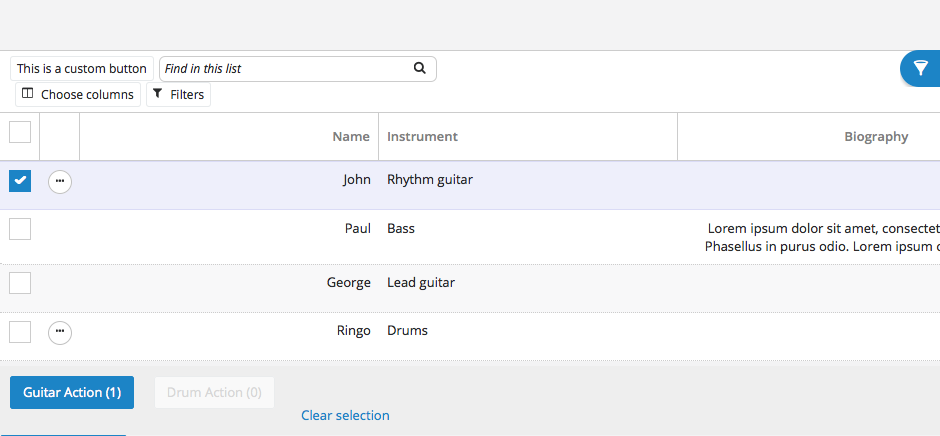 This is a custom button Find in this list
Choose columns Filters
Name Instrument Biography
John Rhythm guitar
Paul Bass Lorem ipsum dolor sit amet,
Phasellus in purus odio. Lorem ipsum
George Lead guitar
Ringo Drums
Guitar Action (1) Drum Action (0)
Clear selection